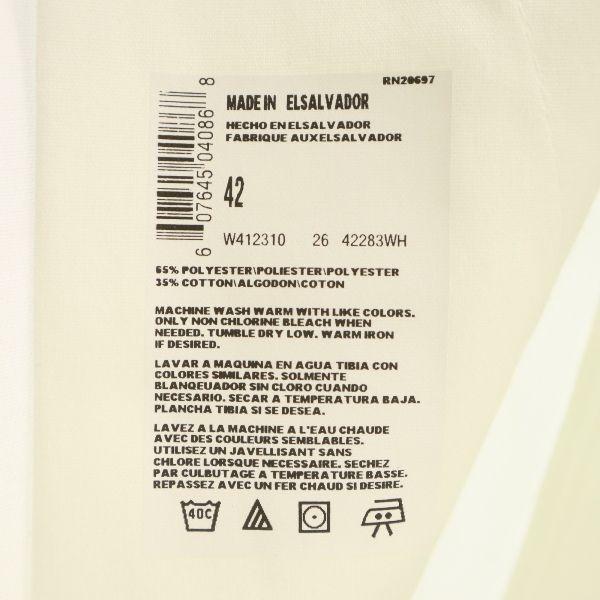 RN20697
MADE IN ELSALVADOR
HECHO EN ELSALVADOR
FABRIQUE AUXELSALVADOR
6 07645 04086 8
42
W412310 26 42283WH
65% POLYESTER\POLIESTER\POLYESTER
35% COTTON\ALGODON\COTON
MACHINE WASH WARM WITH LIKE COLORS.
ONLY NON CHLORINE BLEACH WHEN
NEEDED. TUMBLE DRY LOW. WARM IRON
IF DESIRED.
LAVAR A MAQUINA EN AGUA TIBIA CON
COLORES SIMILARES. SOLMENTE
BLANQUEADOR SIN CLORO CUANDO
NECESARIO. SECAR A TEMPERATURA BAJA.
PLANCHA TIBIA SI SE DESEA.
LAVEZ A LA MACHINE A L'EAU CHAUDE
AVEC DES COULEURS SEMBLABLES.
UTILISEZ UN JAVELLISANT SANS
CHLORE LORSQUE NECESSAIRE. SECHEZ
PAR CULBUTAGE A TEMPERATURE BASSE.
REPASSEZ AVEC UN FER CHAUD SI DESIRE.
40C